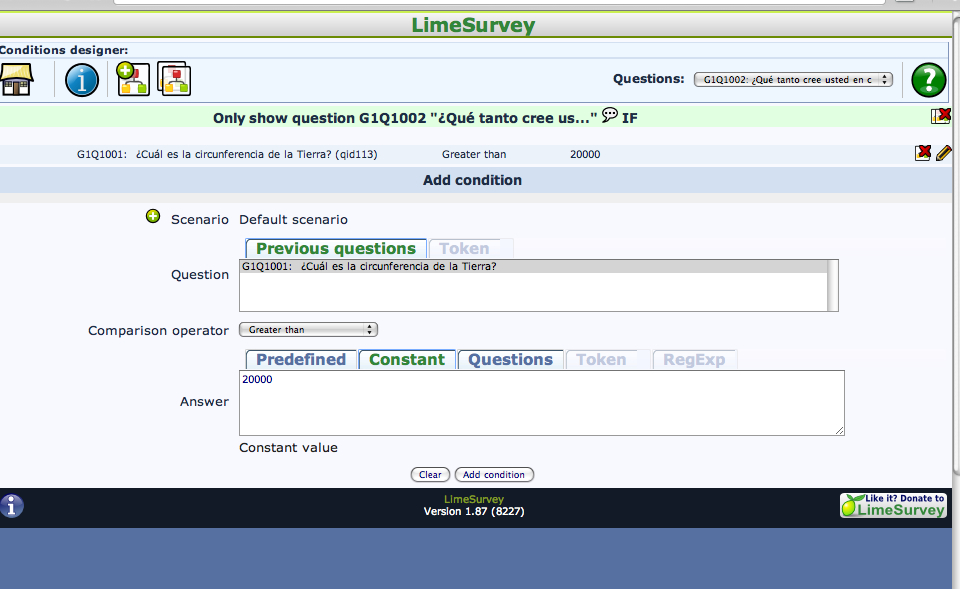 LimeSurvey
Conditions designer:
Questions: G1Q1002: ¿Qué tanto cree usted en c
Only show question G1Q1002 "¿Qué tanto cree us..." IF
G1Q1001: ¿Cuál es la circunferencia de la Tierra? (qid113) Greater than 20000
Add condition
Scenario Default scenario
Previous questions Token
Question
G1Q1001: ¿Cuál es la circunferencia de la Tierra?
Comparison operator Greater than
Predefined Constant Questions Token RegExp
20000
Answer
Constant value
Clear Add condition
LimeSurvey
Version 1.87 (8227)
Like it? Donate to
LimeSurvey